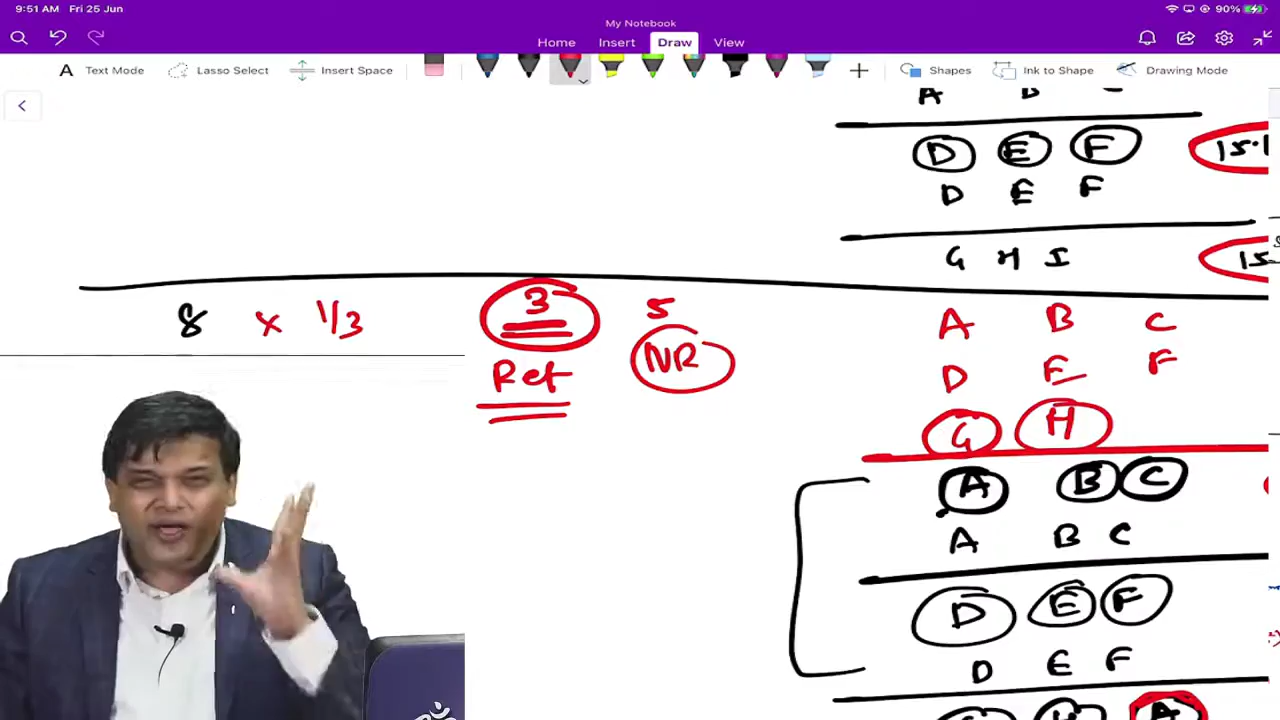 9:51 AM Fri 25 Jun
90%
My Notebook
Home Insert Draw View
A Text Mode Lasso Select Insert Space Shapes Ink to Shape Drawing Mode
A B C
D E F
D E F
G H I
8 x 1/3 3 5
Ref NR
A B C
D E F
G H
A B C
A B C
D E F
D E F
A